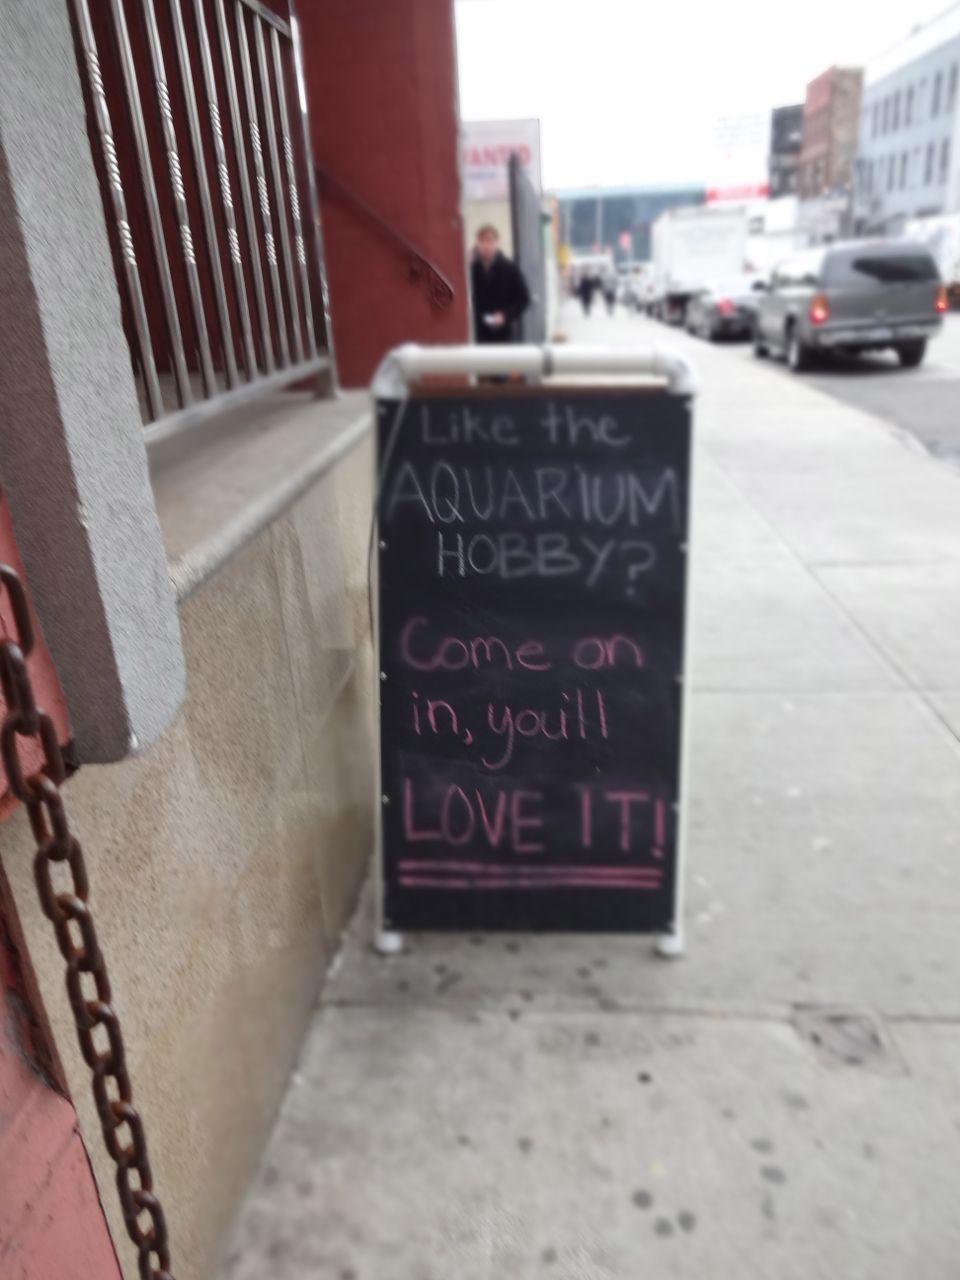 Like the
AQUARIUM
HOBBY?
Come on
in, you'll
LOVE IT!